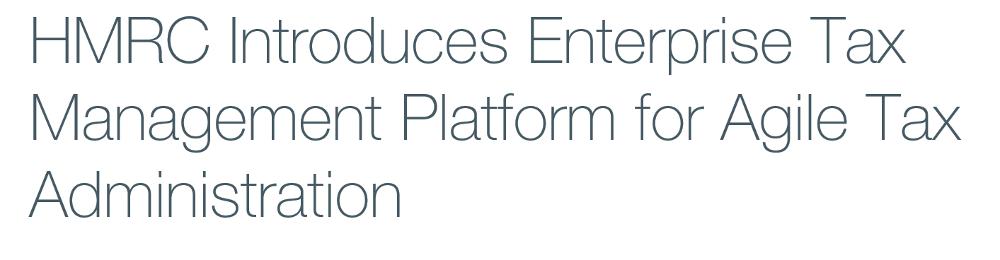 HMRC Introduces Enterprise Tax
Management Platform for Agile Tax
Administration